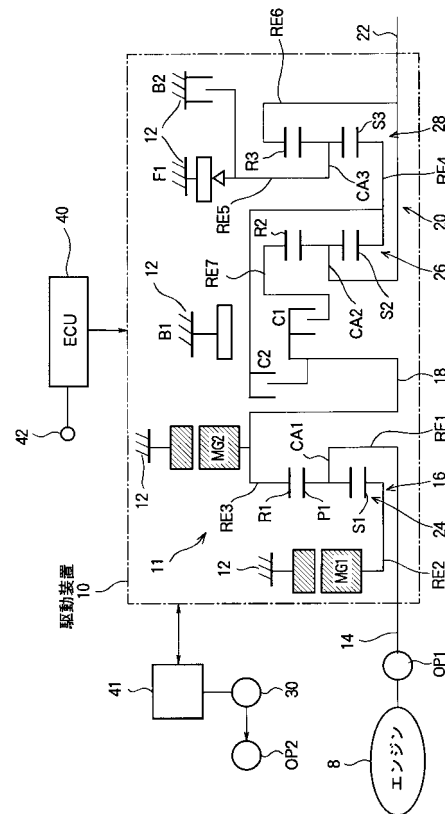 駆動装置
10
11
12
MG1
12
MG2
RE3
R1
P1
CA1
S1
24
16
RE1
RE2
18
14
OP1
8
エンジン
41
30
OP2
42
ECU
40
12
B1
C2
C1
RE7
R2
CA2
S2
26
20
RE4
28
S3
CA3
R3
RE5
F1
12
B2
RE6
22